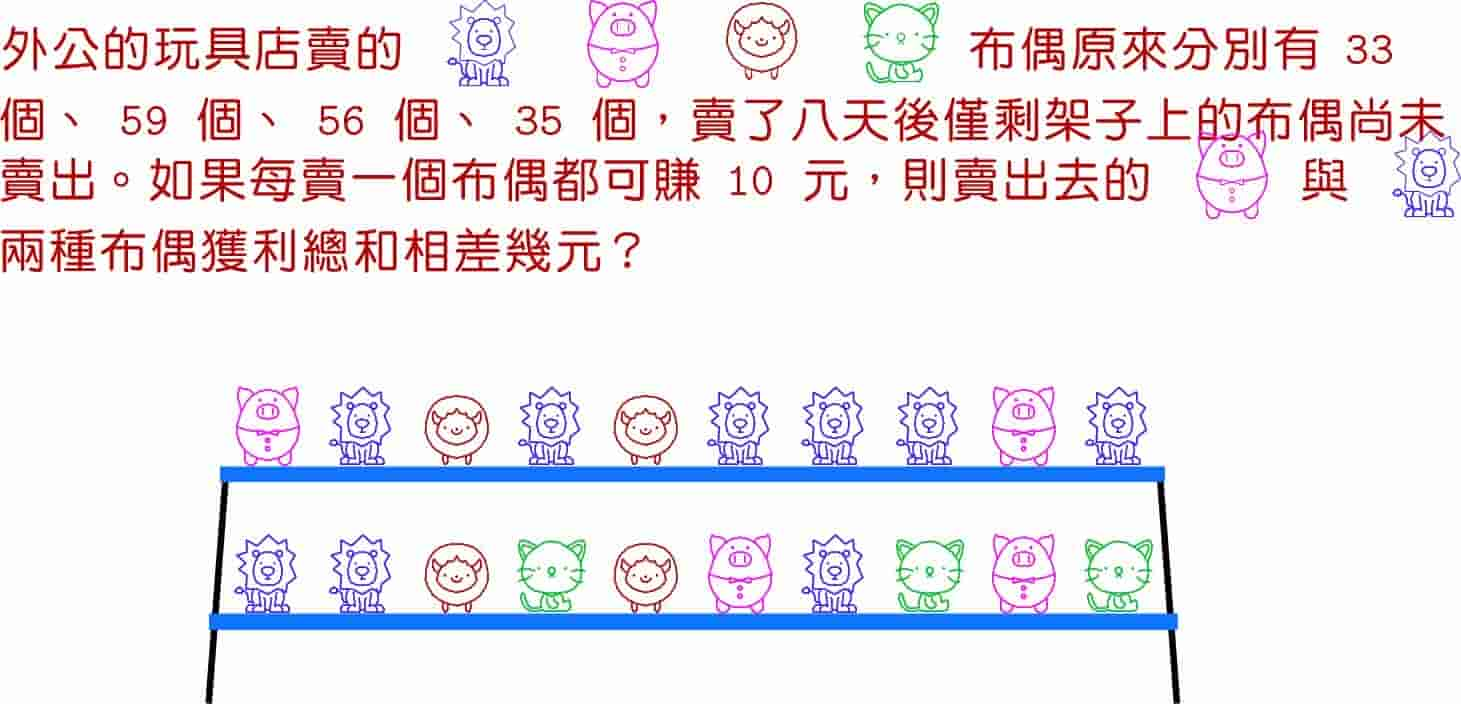 外公的玩具店賣的 布偶原來分別有 33
個、 59 個、 56 個、 35 個，賣了八天後僅剩架子上的布偶尚未
賣出。如果每賣一個布偶都可賺 10 元，則賣出去的 與
兩種布偶獲利總和相差幾元？